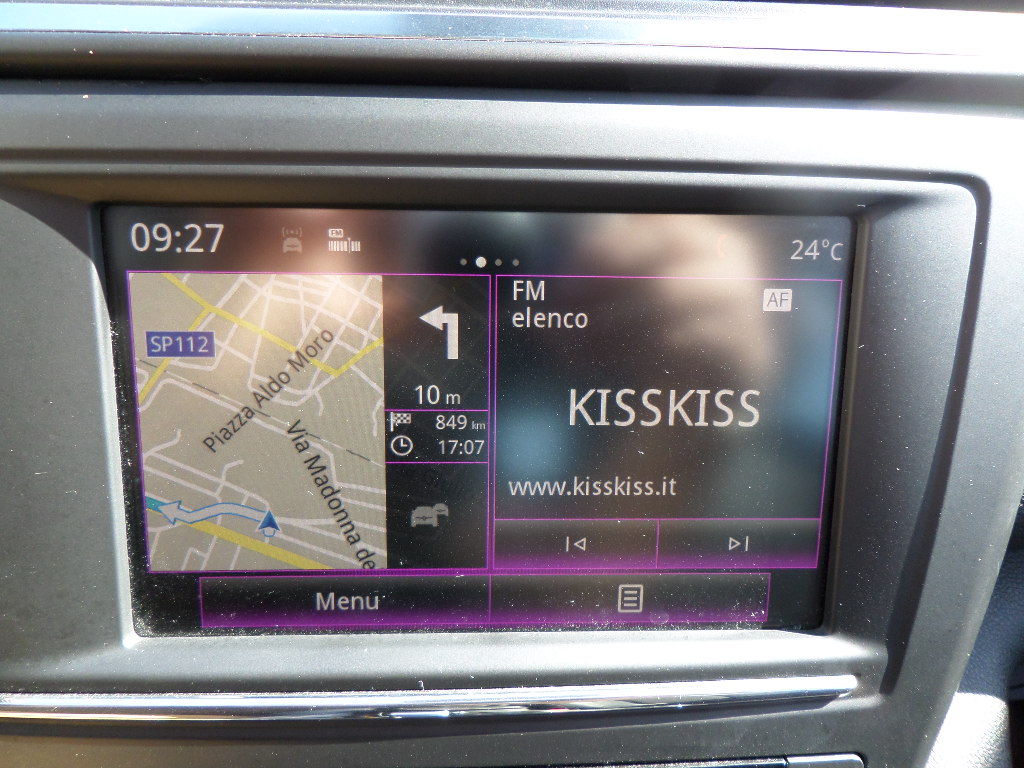 09:27
FM
24°C
SP112
Piazza Aldo Moro
Via Madonna de
10 m
849 km
17:07
FM
elenco
AF
KISSKISS
www.kisskiss.it
Menu